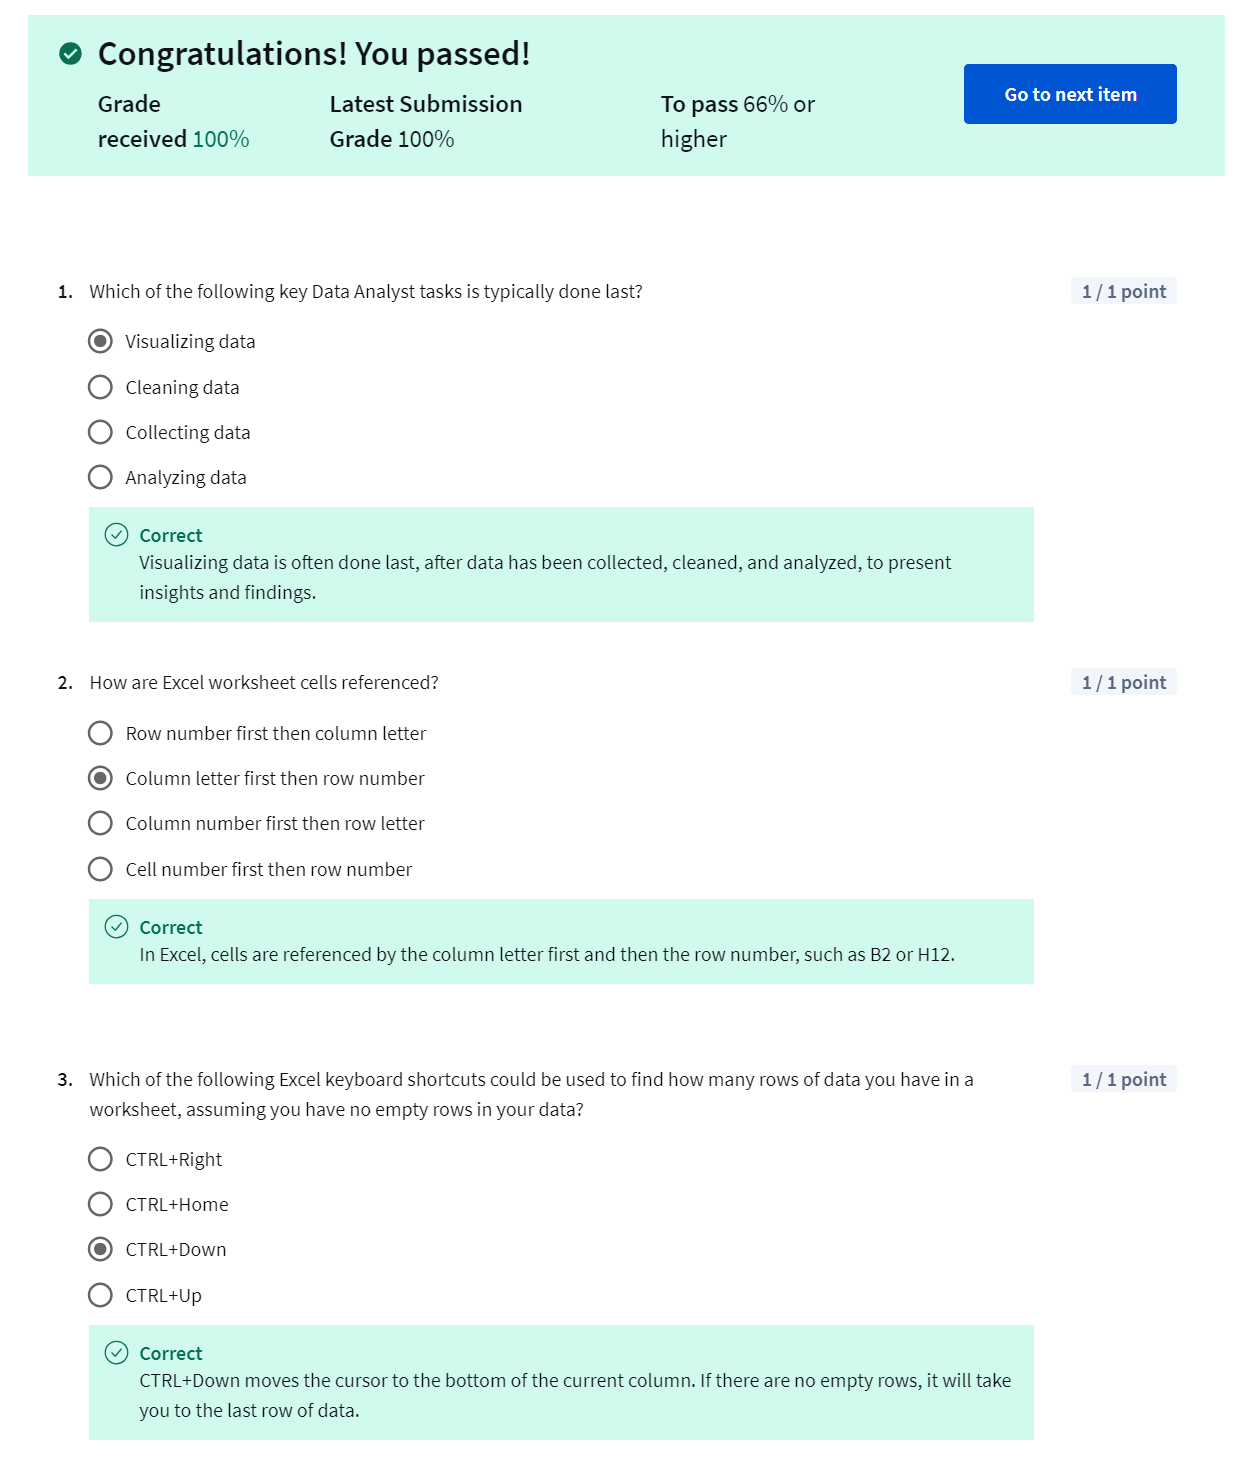 Congratulations! You passed!
Grade
received 100%
Latest Submission
Grade 100%
To pass 66% or
higher
Go to next item
1. Which of the following key Data Analyst tasks is typically done last?
1 / 1 point
Visualizing data
Cleaning data
Collecting data
Analyzing data
Correct
Visualizing data is often done last, after data has been collected, cleaned, and analyzed, to present
insights and findings.
2. How are Excel worksheet cells referenced?
1 / 1 point
Row number first then column letter
Column letter first then row number
Column number first then row letter
Cell number first then row number
Correct
In Excel, cells are referenced by the column letter first and then the row number, such as B2 or H12.
3. Which of the following Excel keyboard shortcuts could be used to find how many rows of data you have in a
worksheet, assuming you have no empty rows in your data?
1 / 1 point
CTRL+Right
CTRL+Home
CTRL+Down
CTRL+Up
Correct
CTRL+Down moves the cursor to the bottom of the current column. If there are no empty rows, it will take
you to the last row of data.